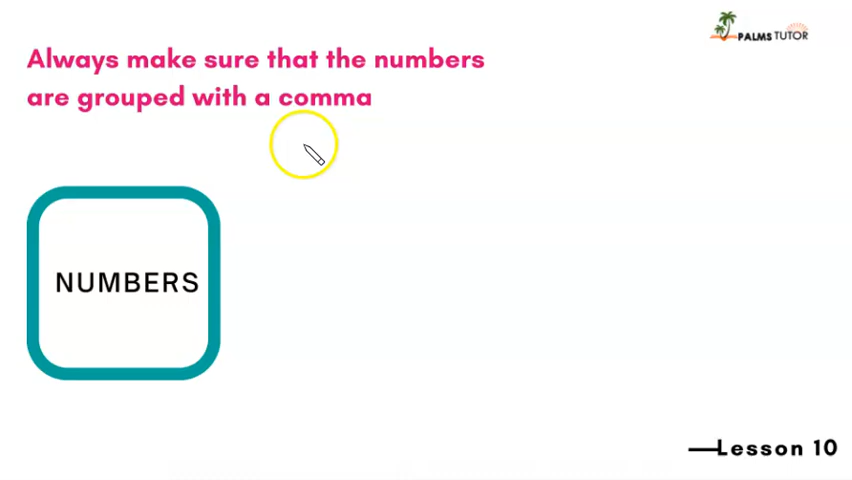 PALMS TUTOR
Always make sure that the numbers
are grouped with a comma
NUMBERS
Lesson 10